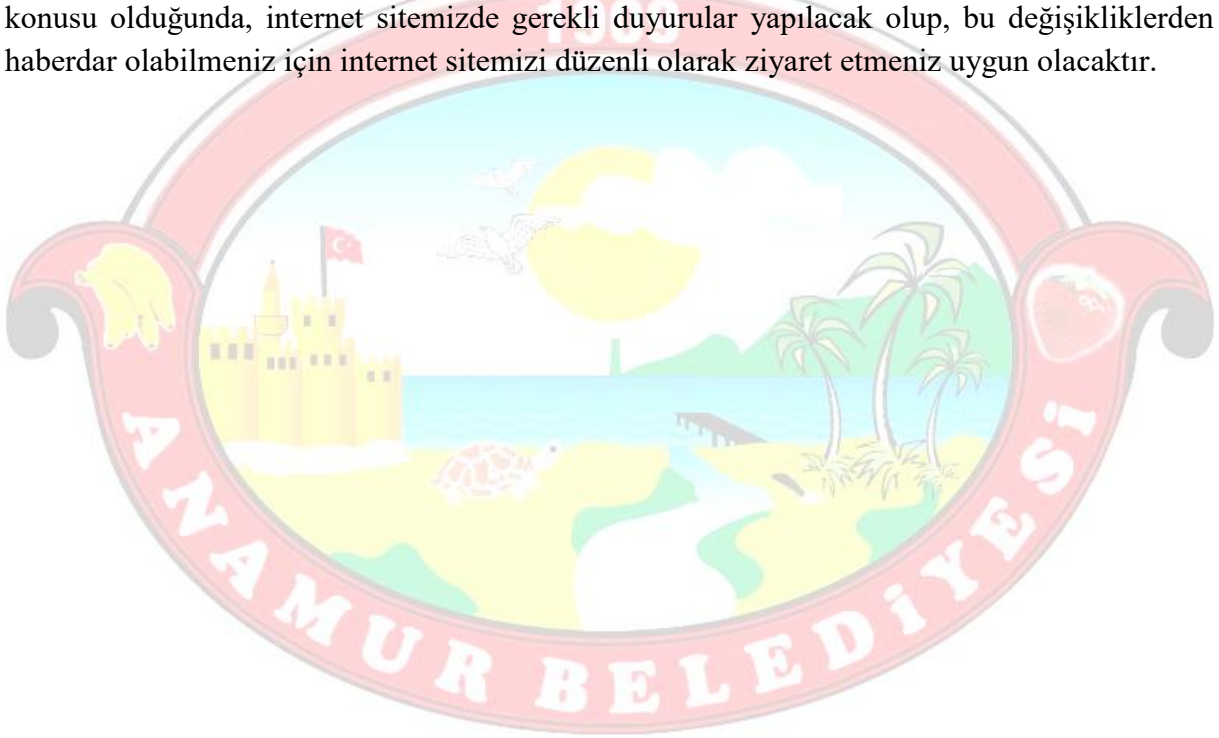 konusu olduğunda, internet sitemizde gerekli duyurular yapılacak olup, bu değişikliklerden
haberdar olabilmeniz için internet sitemizi düzenli olarak ziyaret etmeniz uygun olacaktır.
ANAMUR BELEDİYESİ